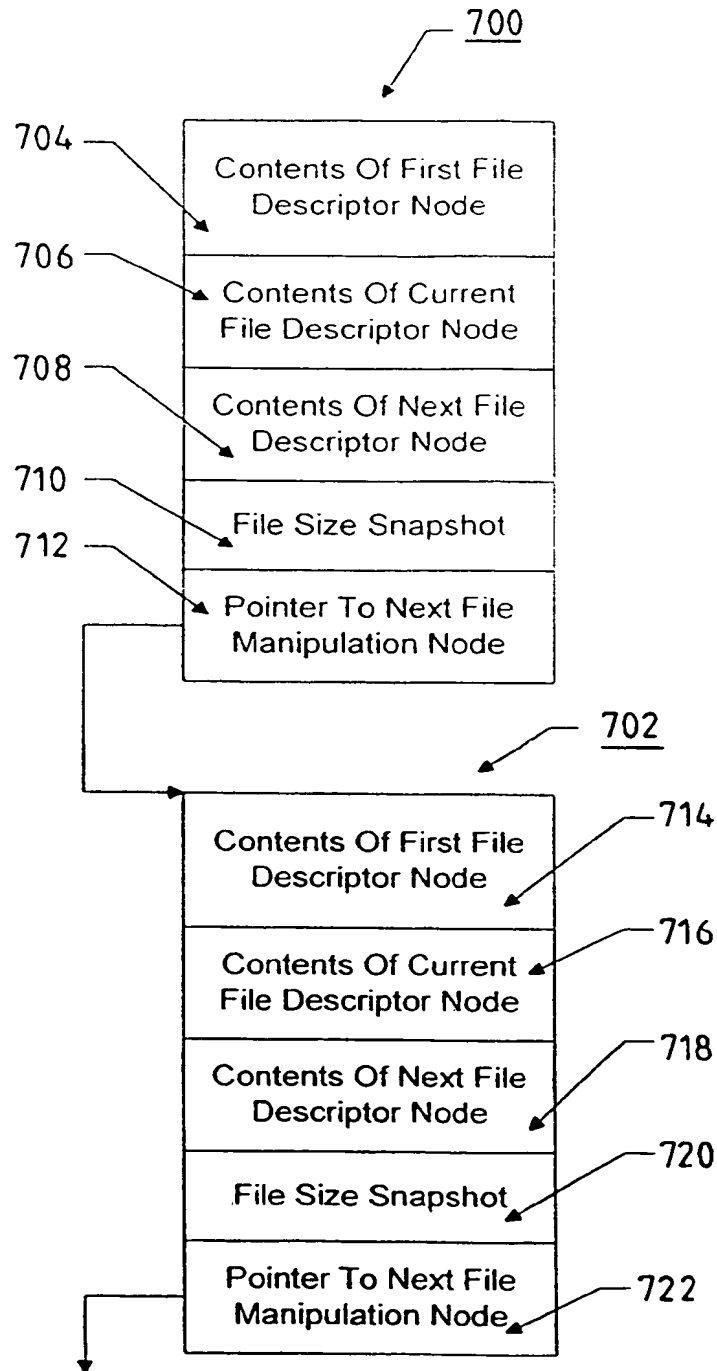 700
704
Contents Of First File
Descriptor Node
706
Contents Of Current
File Descriptor Node
708
Contents Of Next File
Descriptor Node
710
File Size Snapshot
712
Pointer To Next File
Manipulation Node
702
714
Contents Of First File
Descriptor Node
716
Contents Of Current
File Descriptor Node
718
Contents Of Next File
Descriptor Node
720
File Size Snapshot
Pointer To Next File
Manipulation Node
722